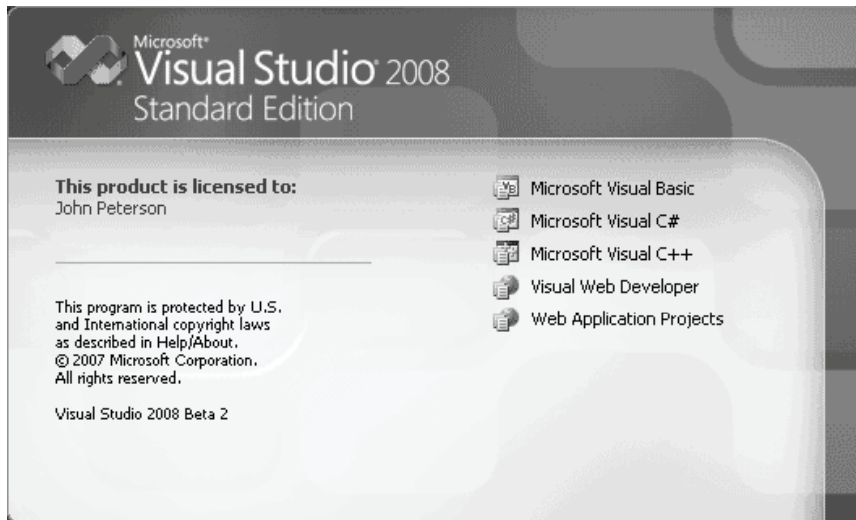 Microsoft®
Visual Studio® 2008
Standard Edition
This product is licensed to:
John Peterson
This program is protected by U.S.
and International copyright laws
as described in Help/About.
© 2007 Microsoft Corporation.
All rights reserved.
Visual Studio 2008 Beta 2
Microsoft Visual Basic
Microsoft Visual C#
Microsoft Visual C++
Visual Web Developer
Web Application Projects